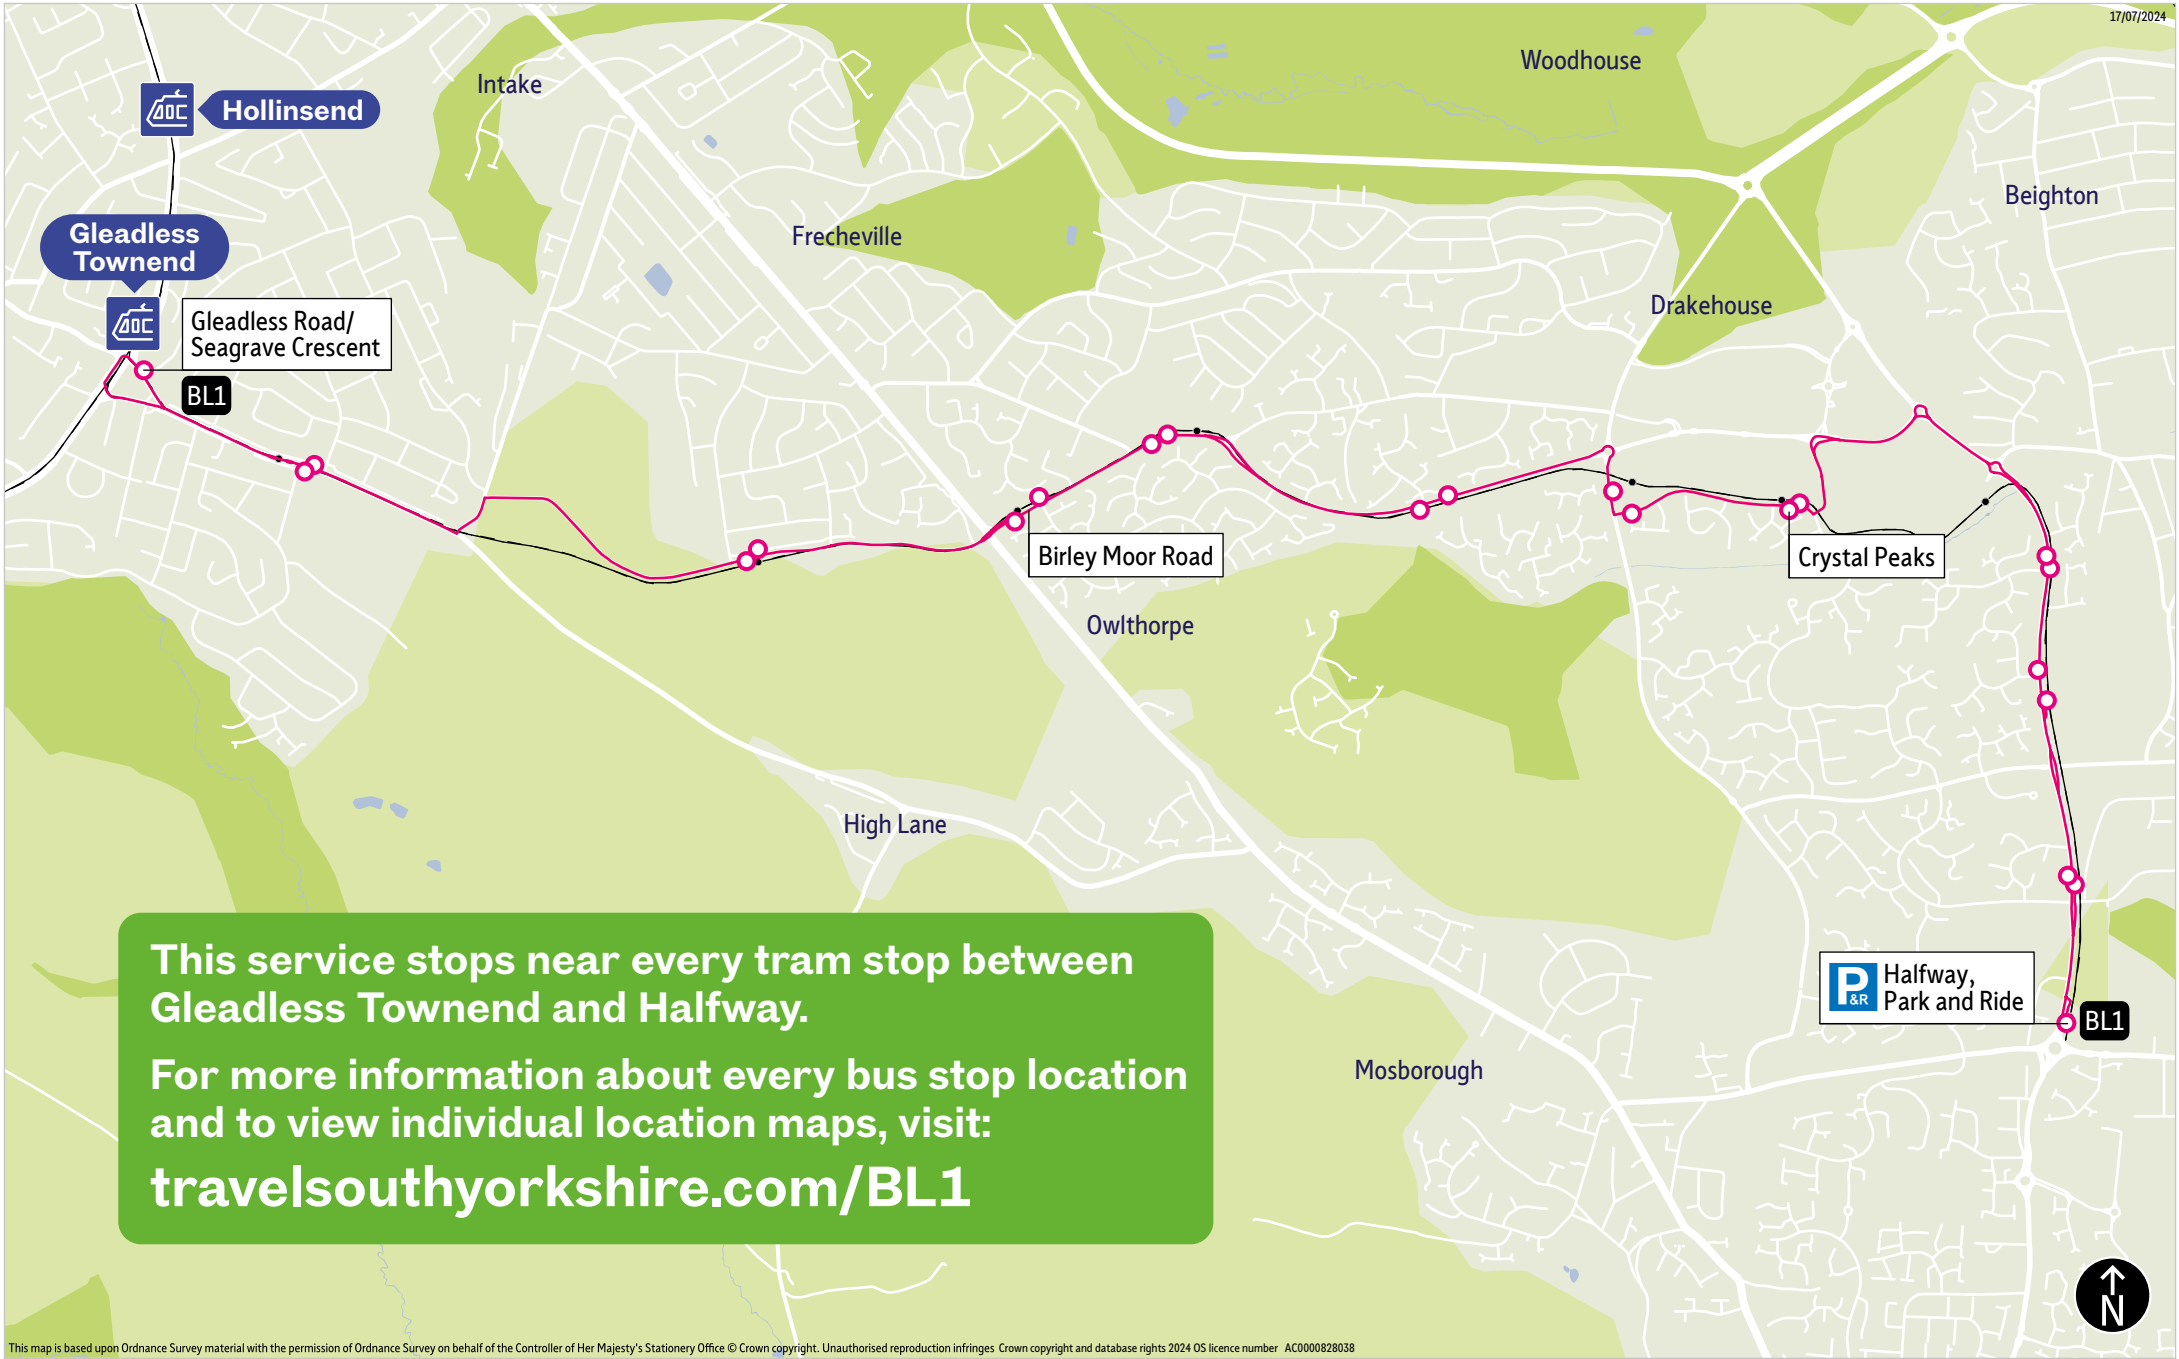 17/07/2024
Woodhouse
Intake
Hollinsend
Beighton
Gleadless
Townend
Frecheville
Drakehouse
Gleadless Road/
Seagrave Crescent
BL1
Birley Moor Road
Crystal Peaks
Owlthorpe
High Lane
This service stops near every tram stop between
Gleadless Townend and Halfway.
For more information about every bus stop location
and to view individual location maps, visit:
travelsouthyorkshire.com/BL1
P
&R
Halfway,
Park and Ride
BL1
Mosborough
N
This map is based upon Ordnance Survey material with the permission of Ordnance Survey on behalf of the Controller of Her Majesty's Stationery Office © Crown copyright. Unauthorised reproduction infringes Crown copyright and database rights 2024 OS licence number AC0000828038